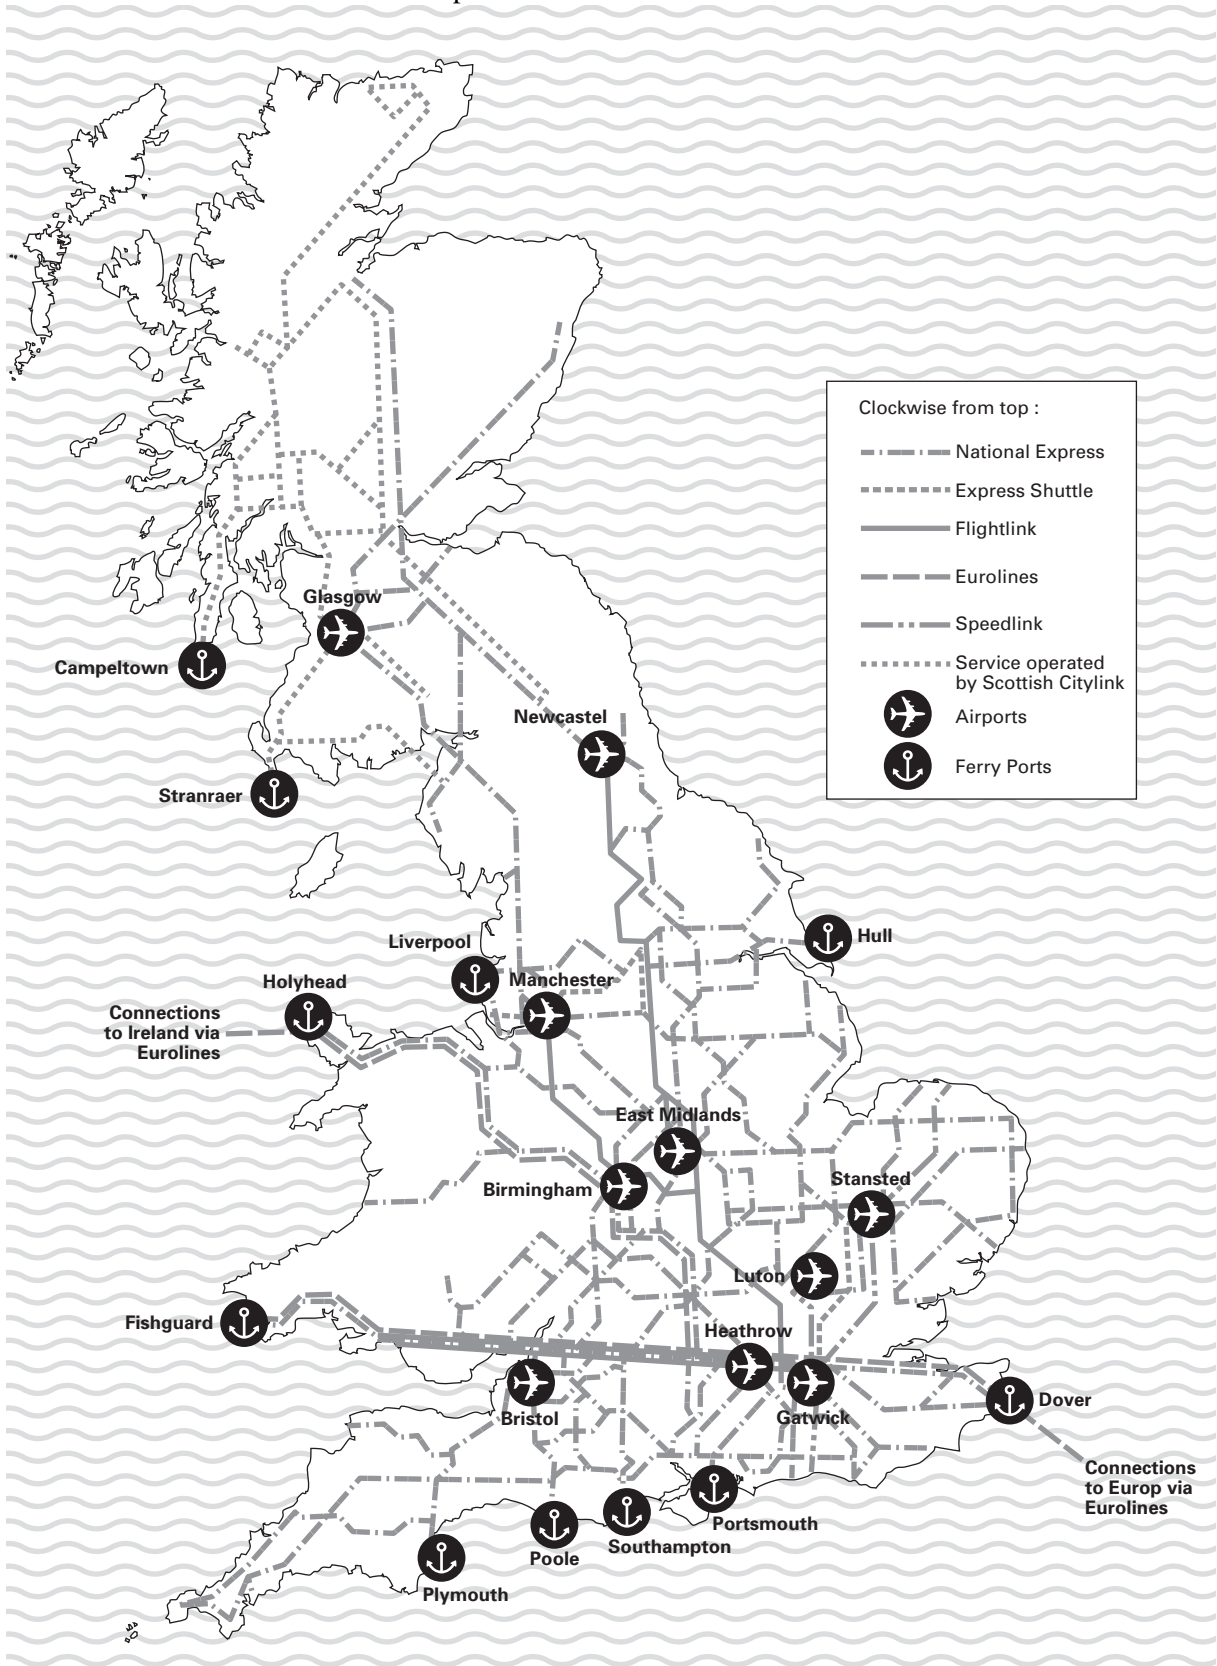 Clockwise from top :
National Express
Express Shuttle
Flightlink
Eurolines
Speedlink
Service operated
by Scottish Citylink
Airports
Ferry Ports
Glasgow
Campeltown
Newcastel
Stranraer
Hull
Liverpool
Manchester
Holyhead
Connections
to Ireland via
Eurolines
East Midlands
Stansted
Birmingham
Luton
Fishguard
Heathrow
Dover
Bristol
Gatwick
Connections
to Europ via
Eurolines
Portsmouth
Southampton
Poole
Plymouth